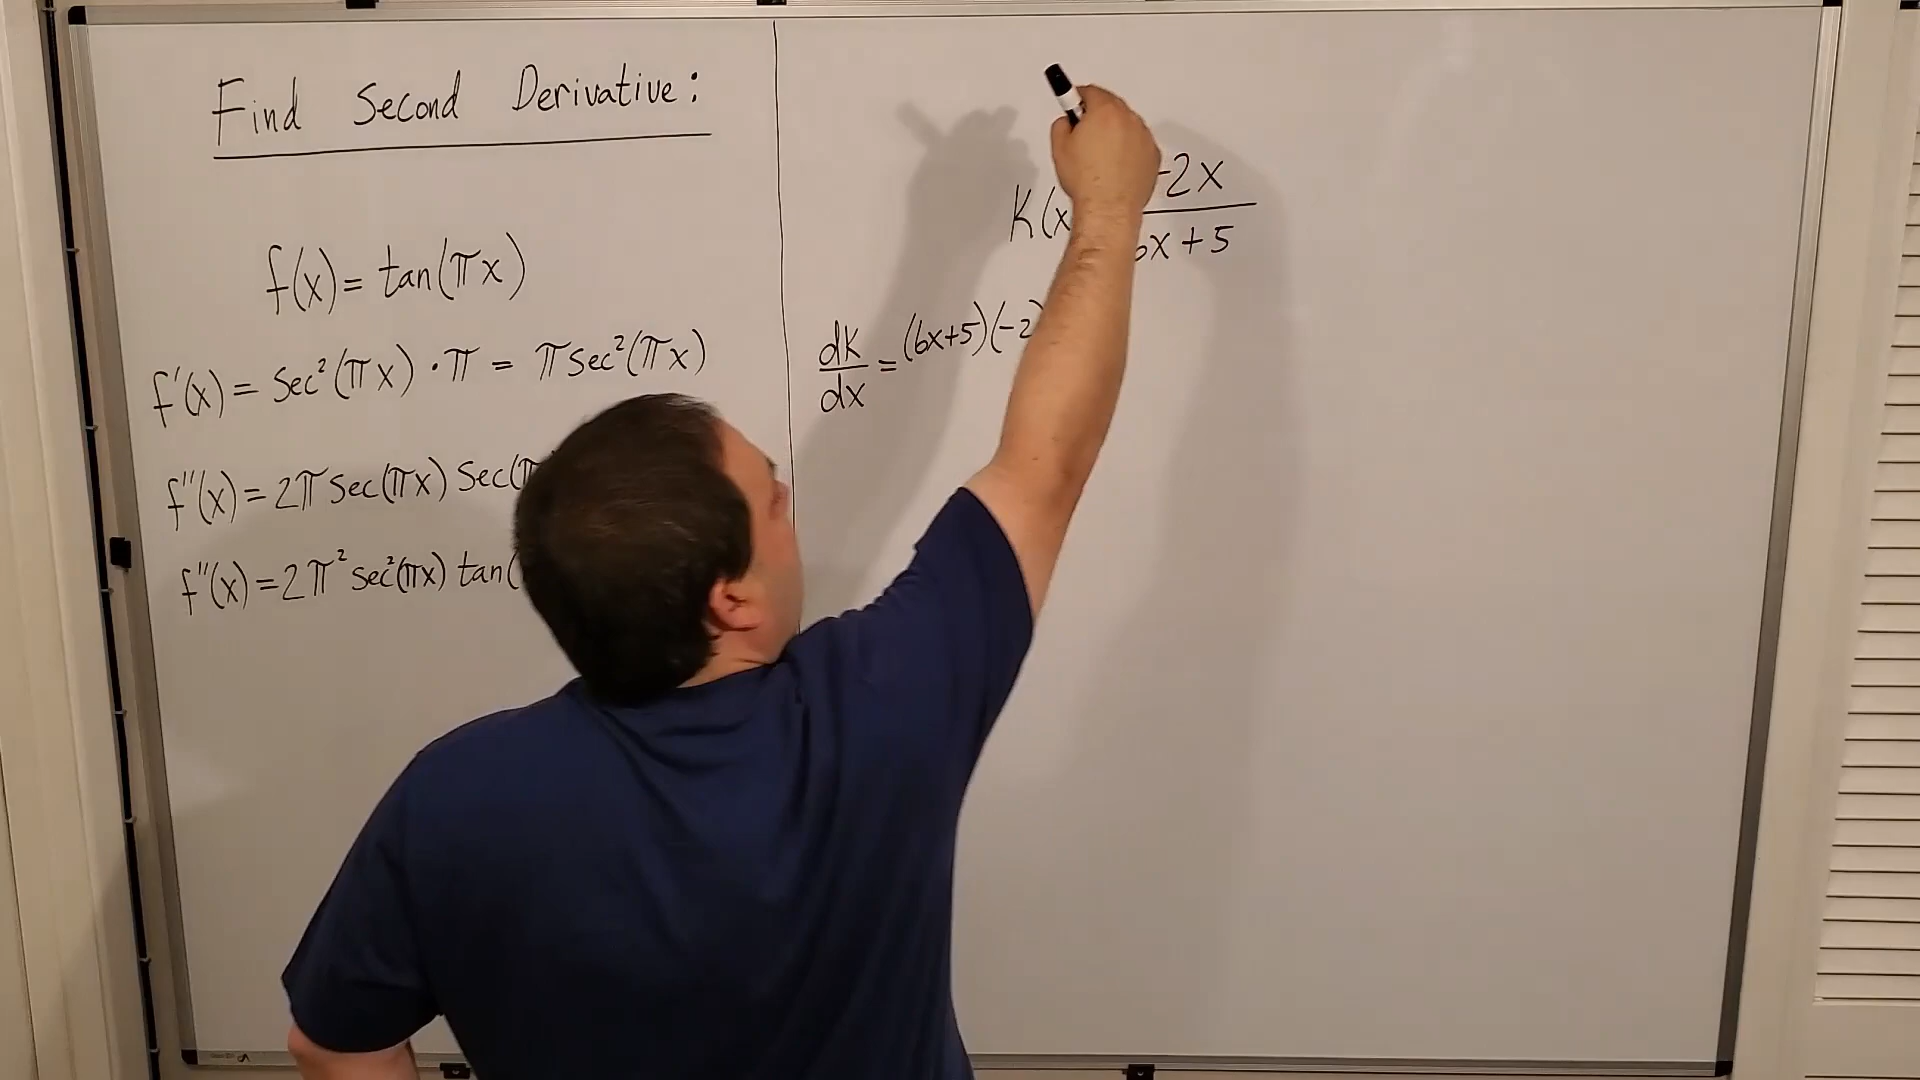 Find Second Derivative:
f(x) = tan(πx)
f'(x) = sec²(πx) · π = π sec²(πx)
f''(x) = 2π sec(πx) sec(π
f''(x) = 2π² sec²(πx) tan(
K(x -2x
6x+5
dK/dx = (6x+5)(-2)